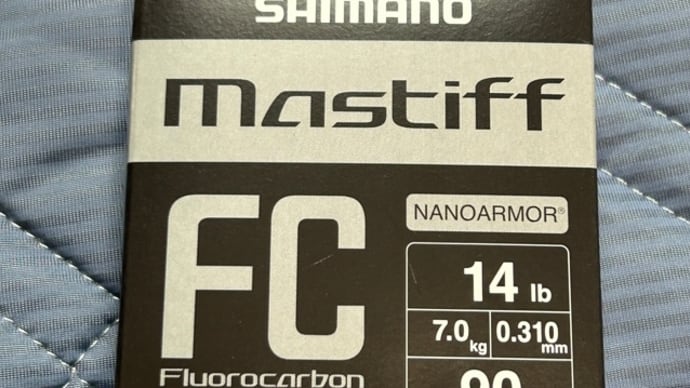 SHIMANO
mastiff
FC
Fluorocarbon
NANOARMOR®
14 lb
7.0 kg 0.310 mm